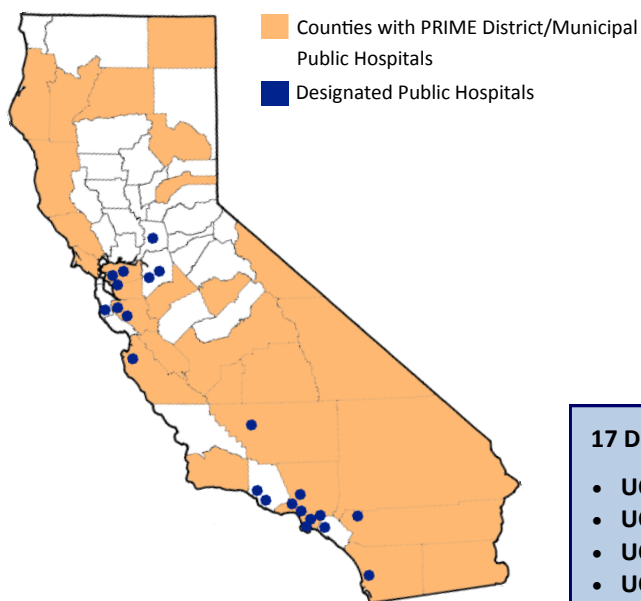 Counties with PRIME District/Municipal
Public Hospitals
Designated Public Hospitals
17 D
• UC
• UC
• UC
• UC